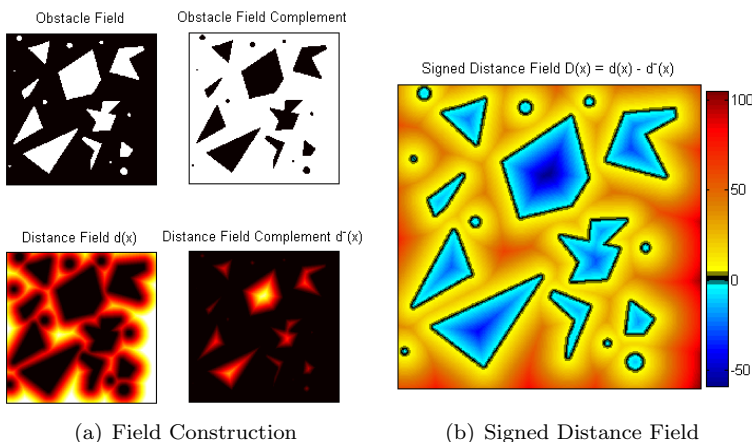 Obstacle Field
Obstacle Field Complement
Distance Field d(x)
Distance Field Complement d⁻(x)
(a) Field Construction
Signed Distance Field D(x) = d(x) - d⁻(x)
100
50
0
-50
(b) Signed Distance Field